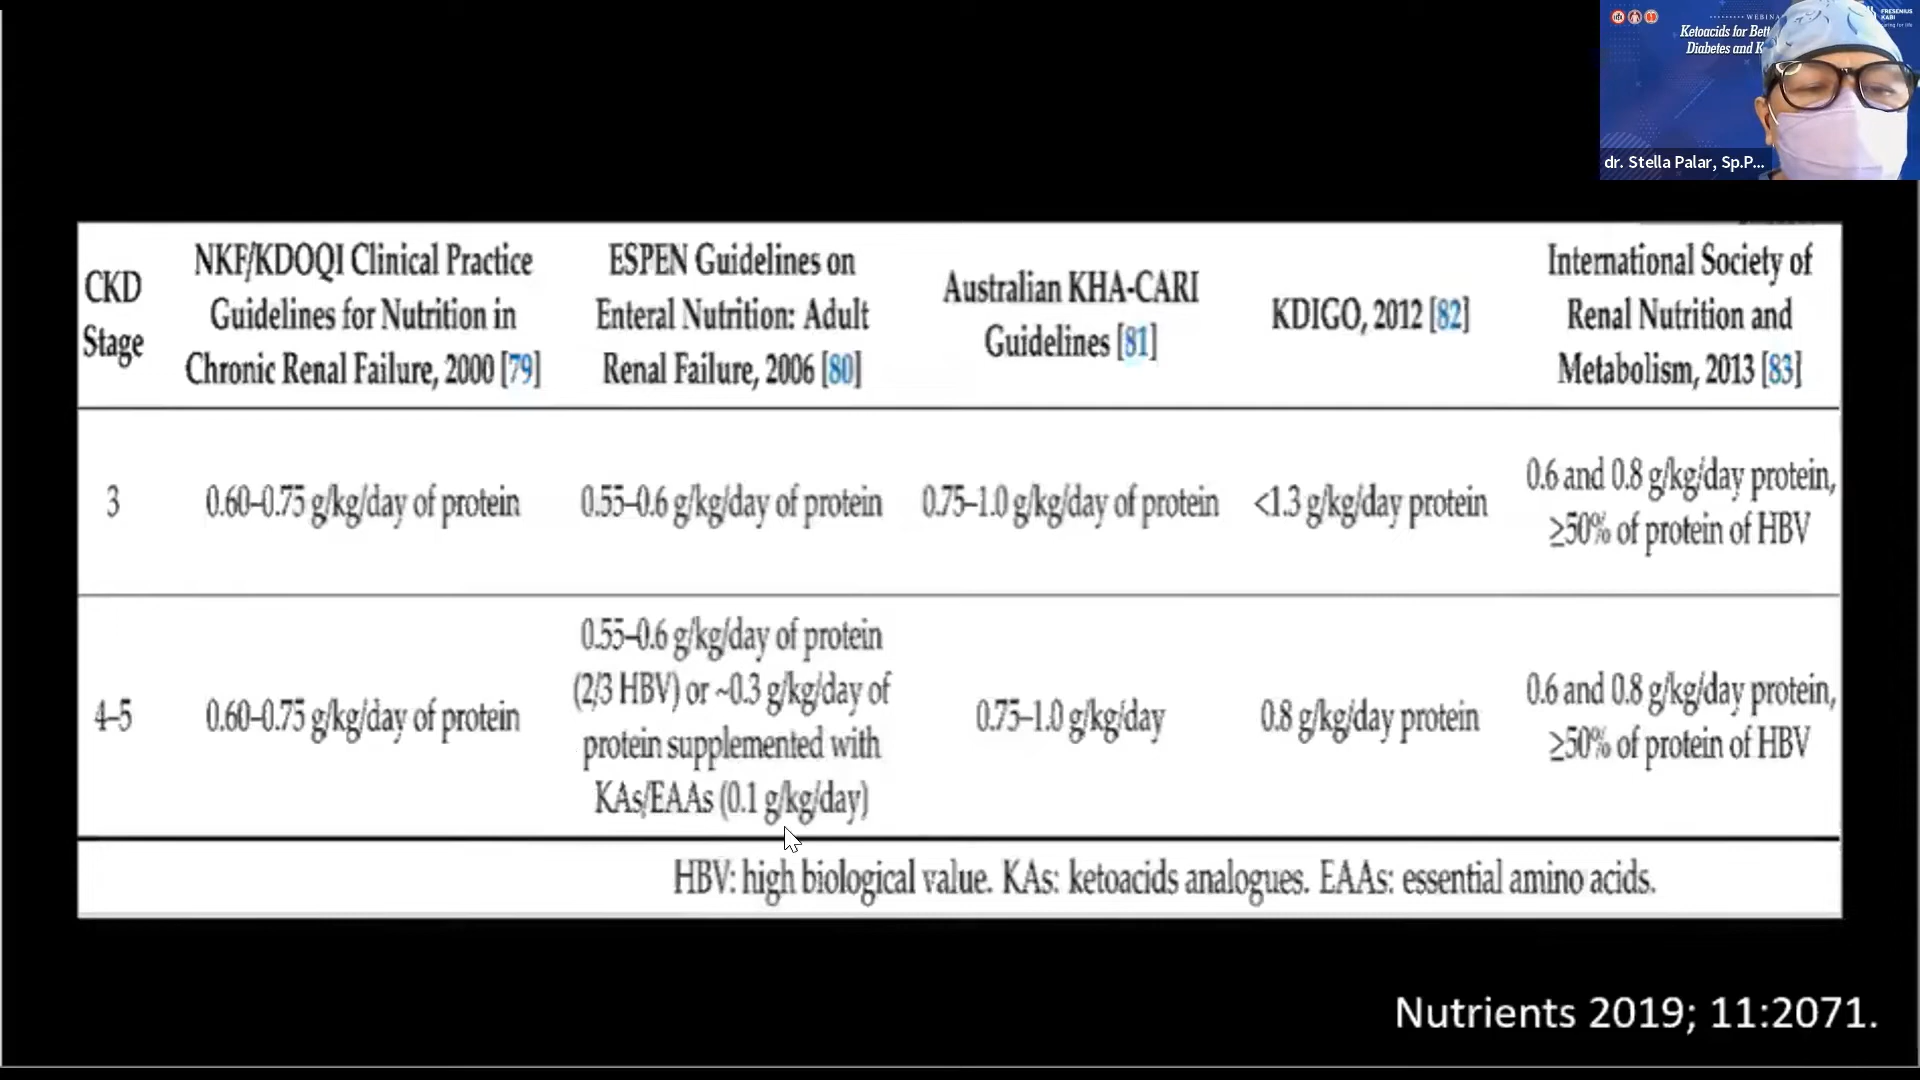 WEBINA
Ketoacids for Bett
Diabetes and K
FRESENIUS
KABI
caring for life
dr. Stella Palar, Sp.P...
CKD
Stage
NKF/KDOQI Clinical Practice
Guidelines for Nutrition in
Chronic Renal Failure, 2000 [79]
ESPEN Guidelines on
Enteral Nutrition: Adult
Renal Failure, 2006 [80]
Australian KHA-CARI
Guidelines [81]
KDIGO, 2012 [82]
International Society of
Renal Nutrition and
Metabolism, 2013 [83]
3
0.60–0.75 g/kg/day of protein
0.55–0.6 g/kg/day of protein
0.75–1.0 g/kg/day of protein
<1.3 g/kg/day protein
0.6 and 0.8 g/kg/day protein,
≥50% of protein of HBV
4–5
0.60–0.75 g/kg/day of protein
0.55–0.6 g/kg/day of protein
(2/3 HBV) or ~0.3 g/kg/day of
protein supplemented with
KAs/EAAs (0.1 g/kg/day)
0.75–1.0 g/kg/day
0.8 g/kg/day protein
0.6 and 0.8 g/kg/day protein,
≥50% of protein of HBV
HBV: high biological value. KAs: ketoacids analogues. EAAs: essential amino acids.
Nutrients 2019; 11:2071.